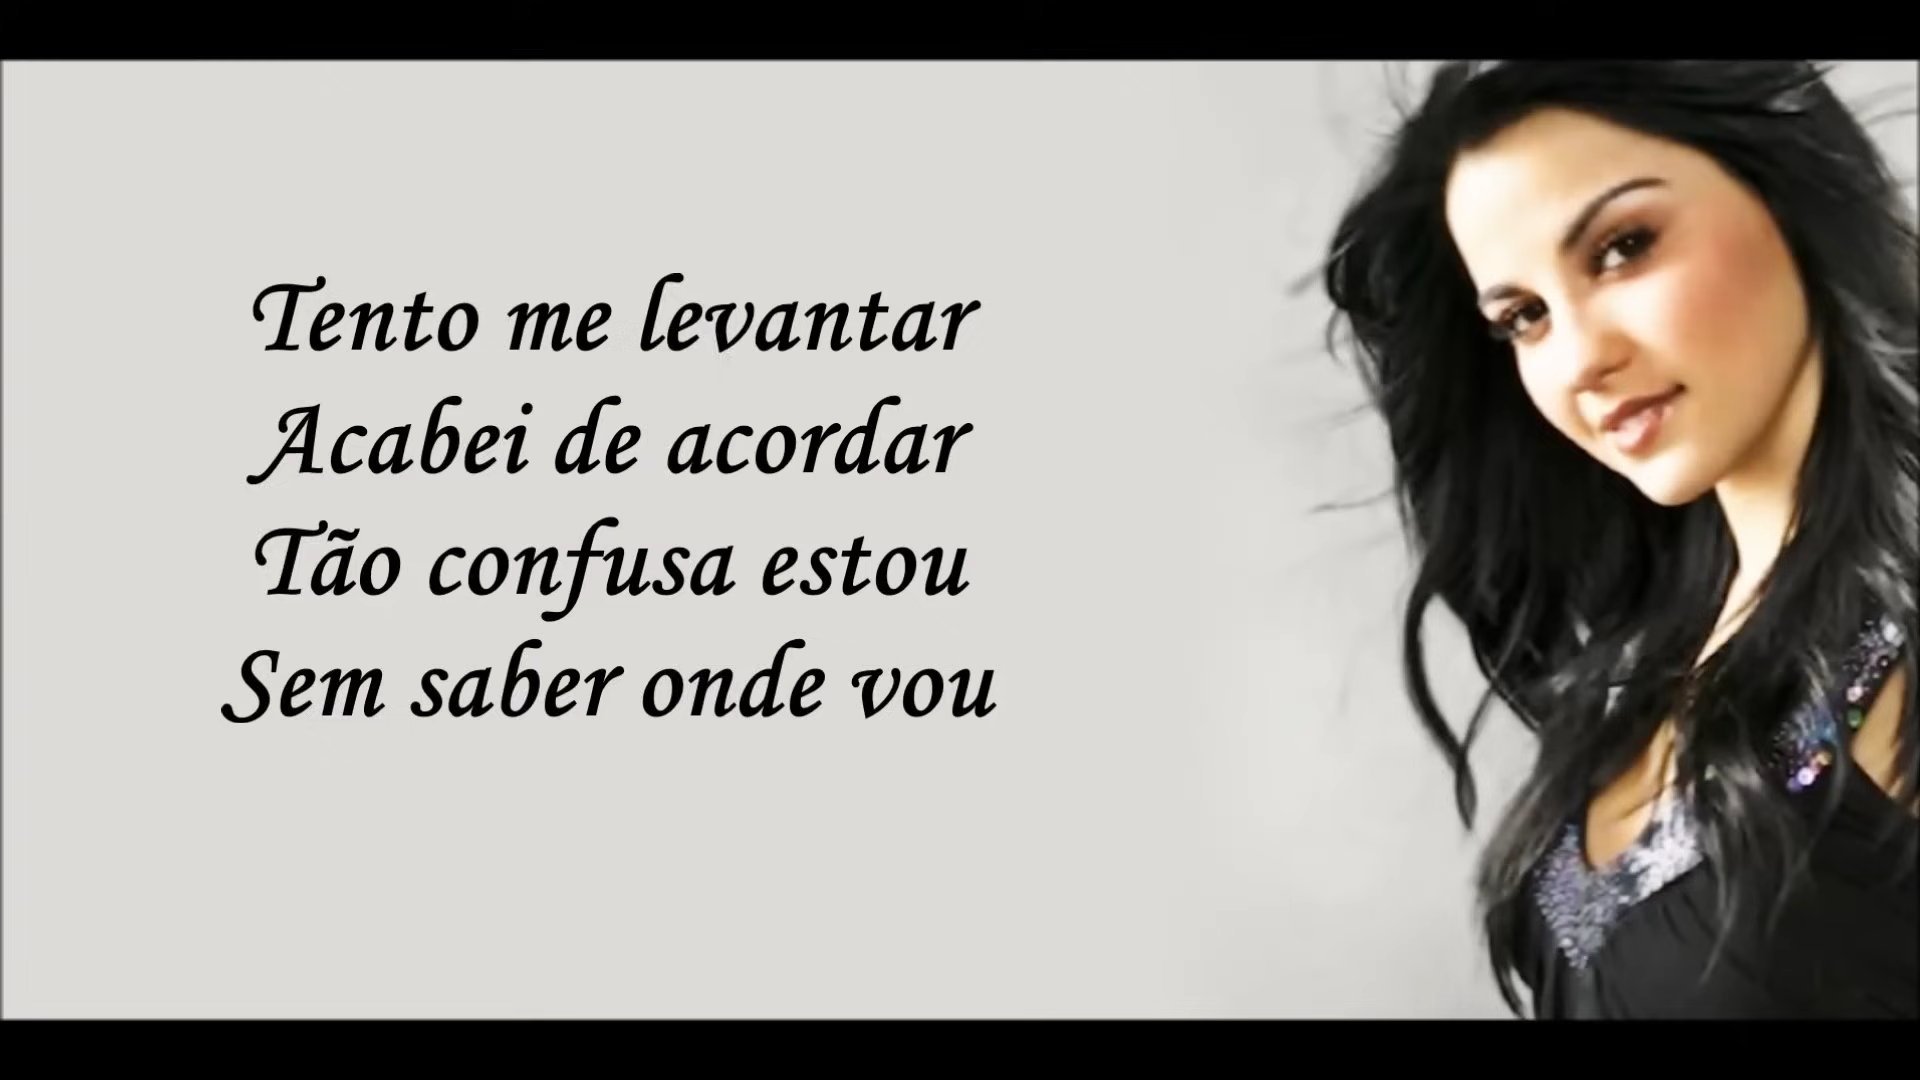 Tento me levantar
Acabei de acordar
Tão confusa estou
Sem saber onde vou